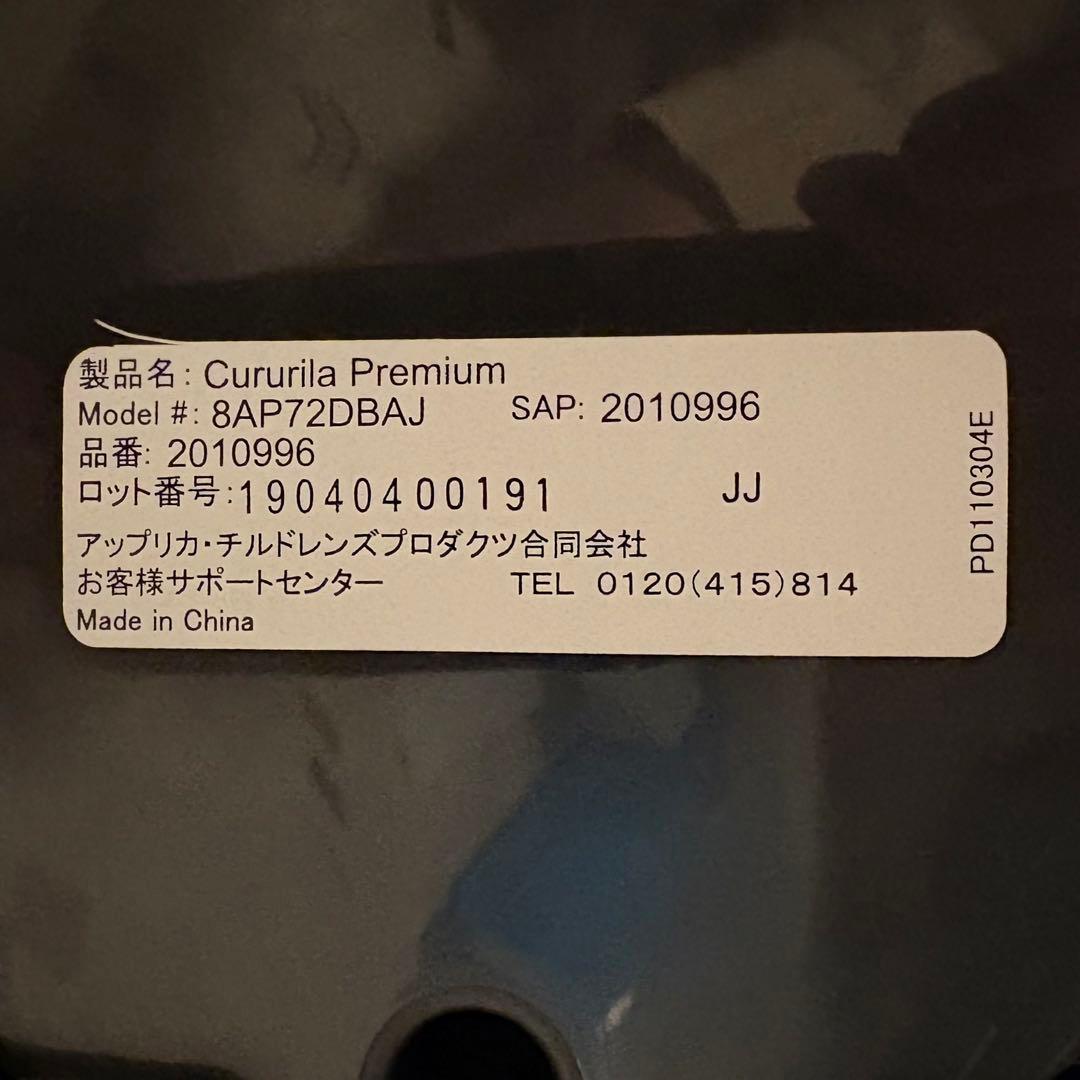 製品名: Cururila Premium
Model #: 8AP72DBAJ SAP: 2010996
品番: 2010996
ロット番号:19040400191 JJ
アップリカ・チルドレンズプロダクツ合同会社
お客様サポートセンター TEL 0120(415)814
Made in China
PD110304E